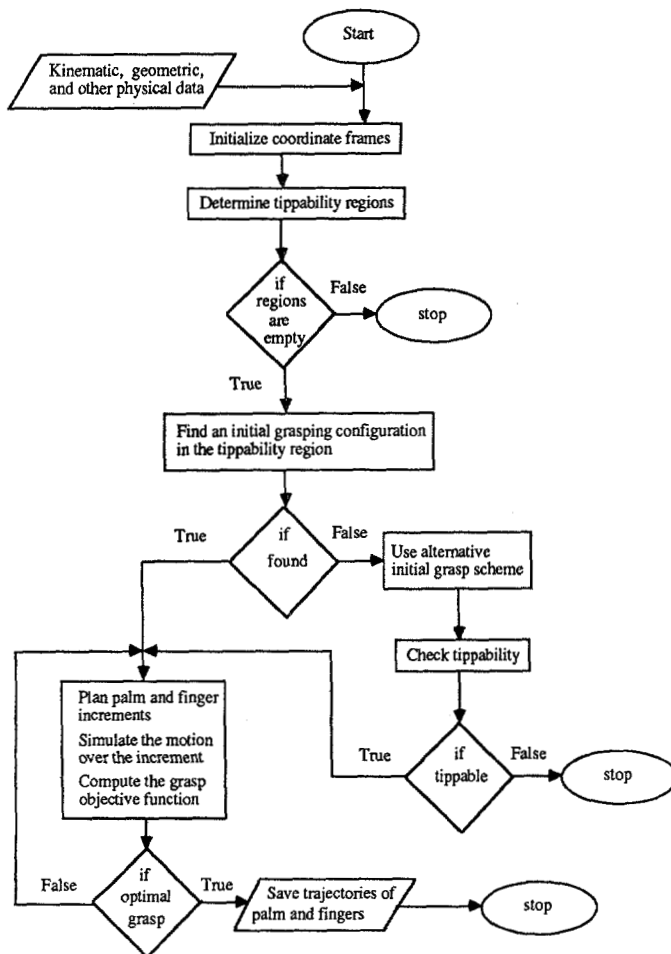 Start
Kinematic, geometric,
and other physical data
Initialize coordinate frames
Determine tippability regions
if
regions
are
empty
False
stop
True
Find an initial grasping configuration
in the tippability region
True
if
found
False
Use alternative
initial grasp scheme
Check tippability
Plan palm and finger
increments
Simulate the motion
over the increment
Compute the grasp
objective function
True
if
tippable
False
stop
False
if
optimal
grasp
True
Save trajectories of
palm and fingers
stop